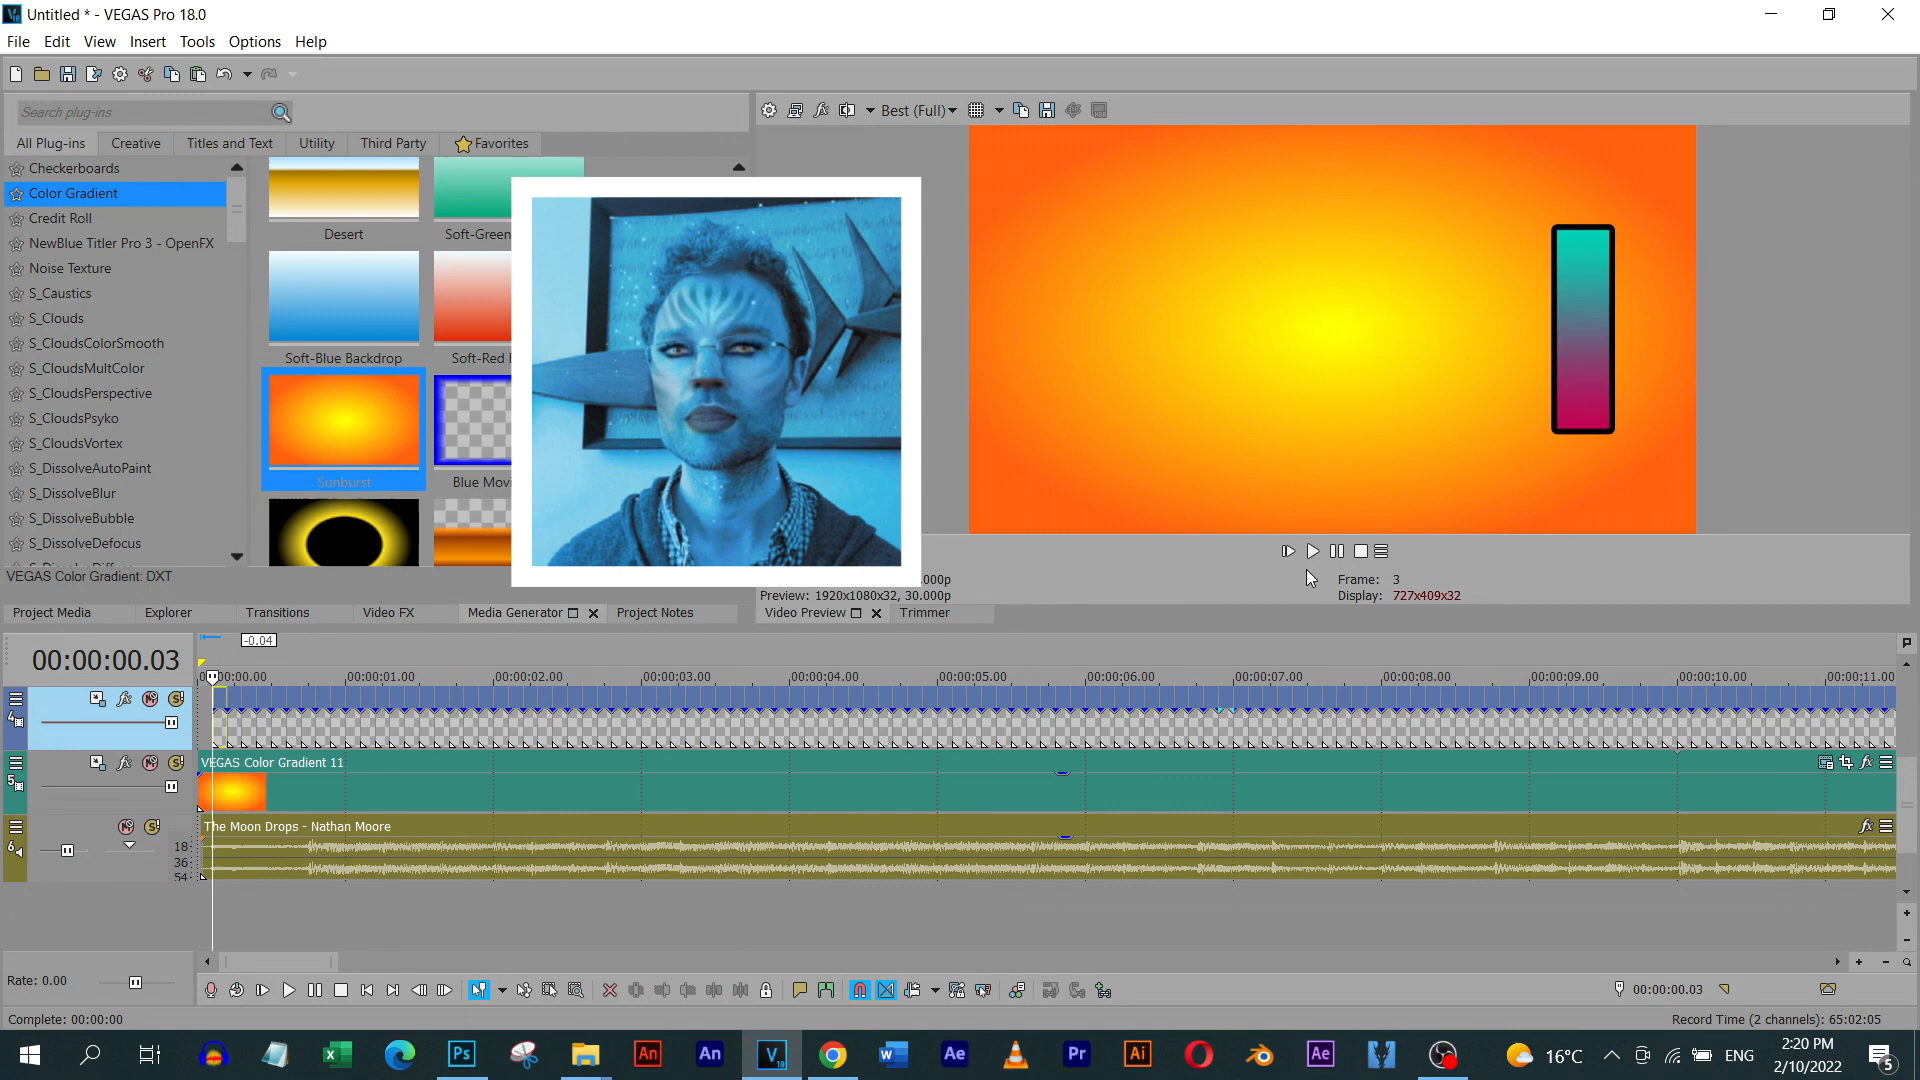 Untitled * - VEGAS Pro 18.0
File Edit View Insert Tools Options Help
Search plug-ins
Best (Full)
All Plug-ins Creative Titles and Text Utility Third Party Favorites
Checkerboards
Color Gradient
Credit Roll
NewBlue Titler Pro 3 - OpenFX
Noise Texture
S_Caustics
S_Clouds
S_CloudsColorSmooth
S_CloudsMultColor
S_CloudsPerspective
S_CloudsPsyko
S_CloudsVortex
S_DissolveAutoPaint
S_DissolveBlur
S_DissolveBubble
S_DissolveDefocus
Desert Soft-Green
Soft-Blue Backdrop Soft-Red
Sunburst Blue Movi
VEGAS Color Gradient: DXT
.000p
Preview: 1920x1080x32, 30.000p
Frame: 3
Display: 727x409x32
Project Media Explorer Transitions Video FX Media Generator Project Notes
Video Preview Trimmer
00:00:00.03
-0.04
00:00:01.00 00:00:02.00 00:00:03.00 00:00:04.00 00:00:05.00 00:00:06.00 00:00:07.00 00:00:08.00 00:00:09.00 00:00:10.00 00:00:11.00
4
5
VEGAS Color Gradient 11
6
The Moon Drops - Nathan Moore
18
36
54
Rate: 0.00
00:00:00.03
Complete: 00:00:00
Record Time (2 channels): 65:02:05
16°C ENG
2:20 PM
2/10/2022
5